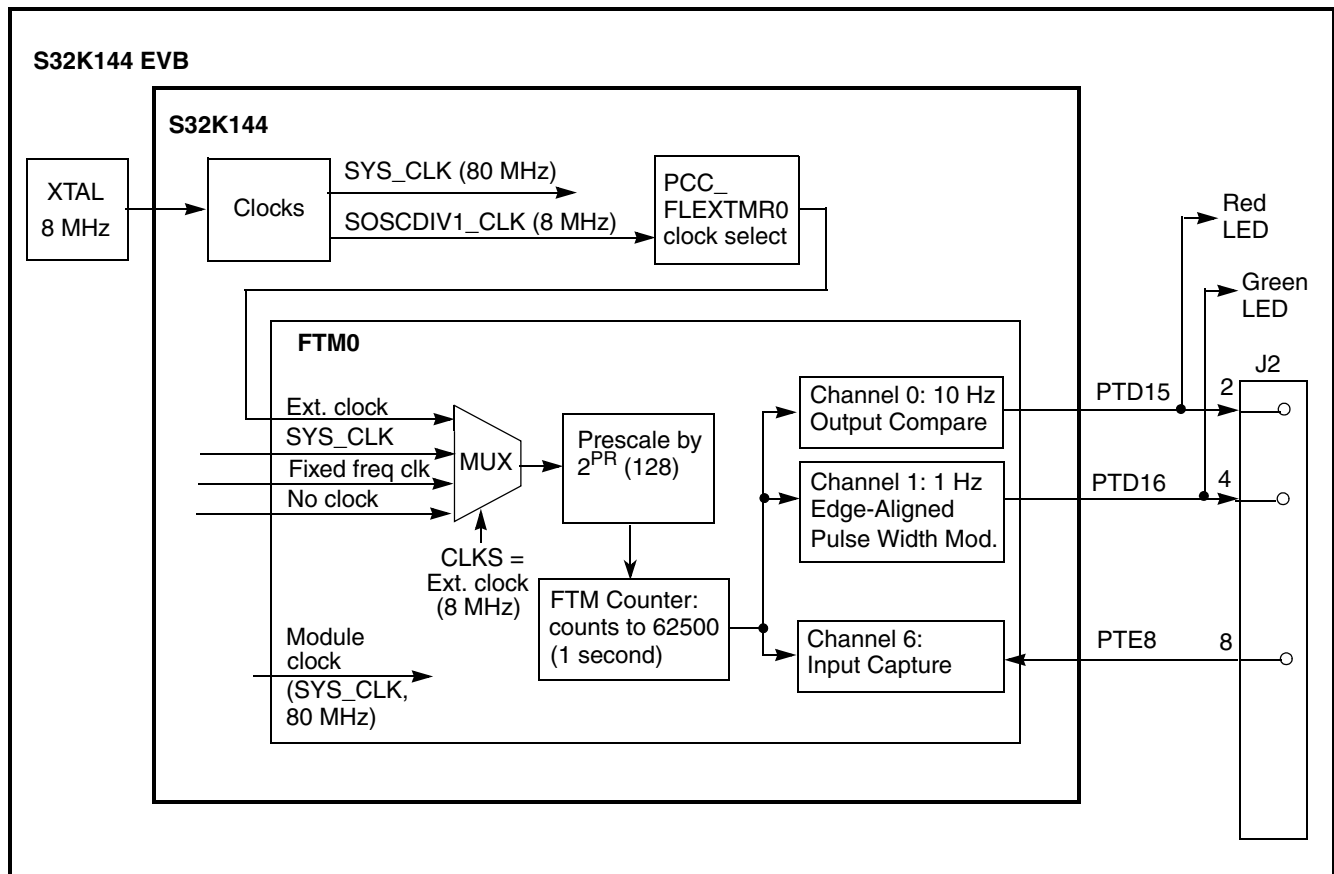 S32K144 EVB
S32K144
XTAL
8 MHz
Clocks
SYS_CLK (80 MHz)
SOSCDIV1_CLK (8 MHz)
PCC_
FLEXTMR0
clock select
Red
LED
Green
LED
FTM0
J2
Ext. clock
SYS_CLK
Fixed freq clk
No clock
MUX
CLKS =
Ext. clock
(8 MHz)
Prescale by
2^PR (128)
FTM Counter:
counts to 62500
(1 second)
Channel 0: 10 Hz
Output Compare
PTD15
2
Channel 1: 1 Hz
Edge-Aligned
Pulse Width Mod.
PTD16
4
Channel 6:
Input Capture
PTE8
8
Module
clock
(SYS_CLK,
80 MHz)